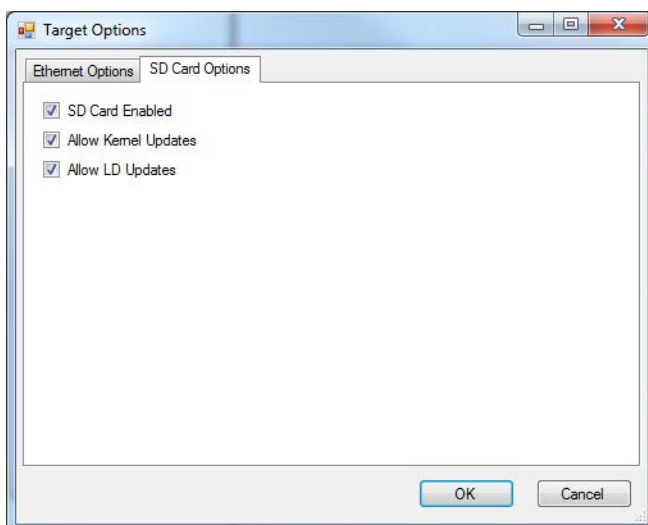 Target Options
Ethernet Options SD Card Options
SD Card Enabled
Allow Kernel Updates
Allow LD Updates
OK Cancel